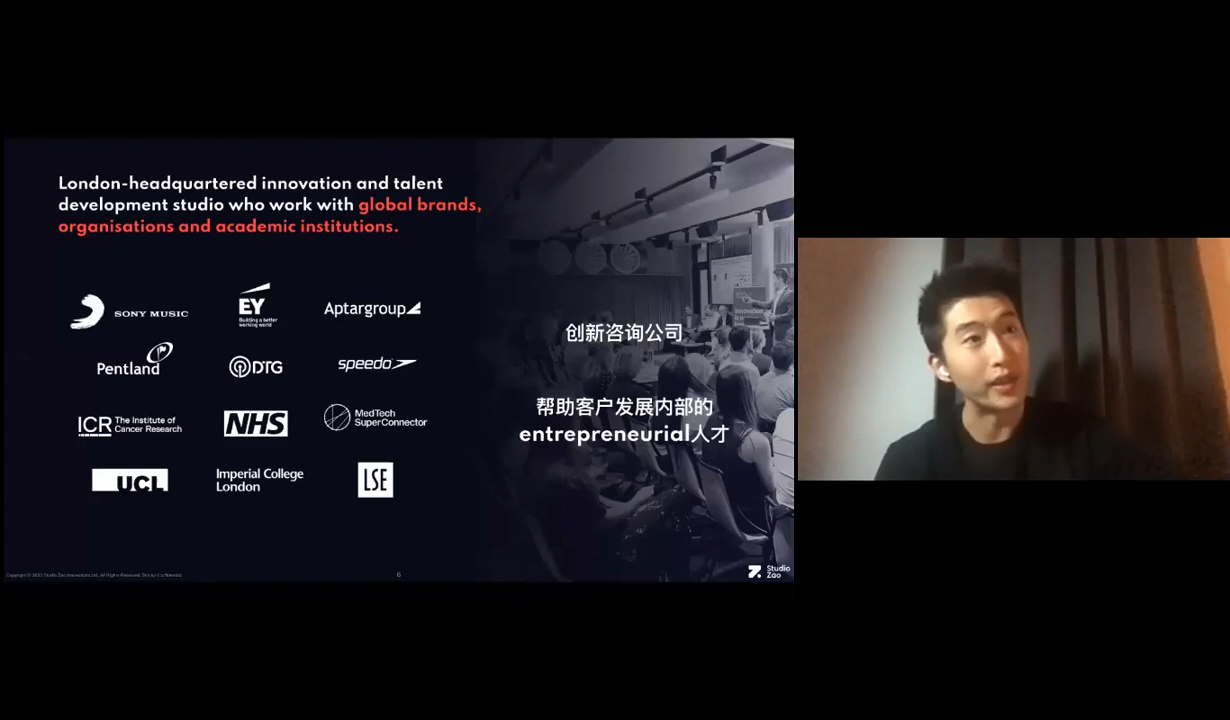 London-headquartered innovation and talent
development studio who work with global brands,
organisations and academic institutions.
SONY MUSIC
EY
Building a better
working world
Aptargroup
Pentland
DTG
speedo
ICR The Institute of
Cancer Research
NHS
MedTech
SuperConnector
UCL
Imperial College
London
LSE
创新咨询公司
帮助客户发展内部的
entrepreneurial人才
6
Studio
Zao